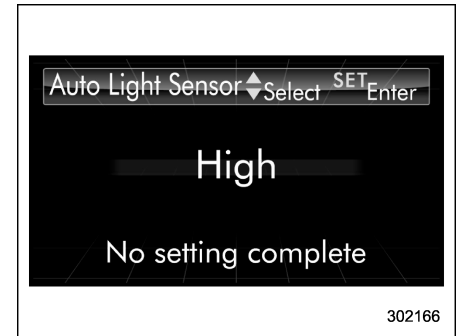 Auto Light Sensor Select SET Enter
High
No setting complete
302166